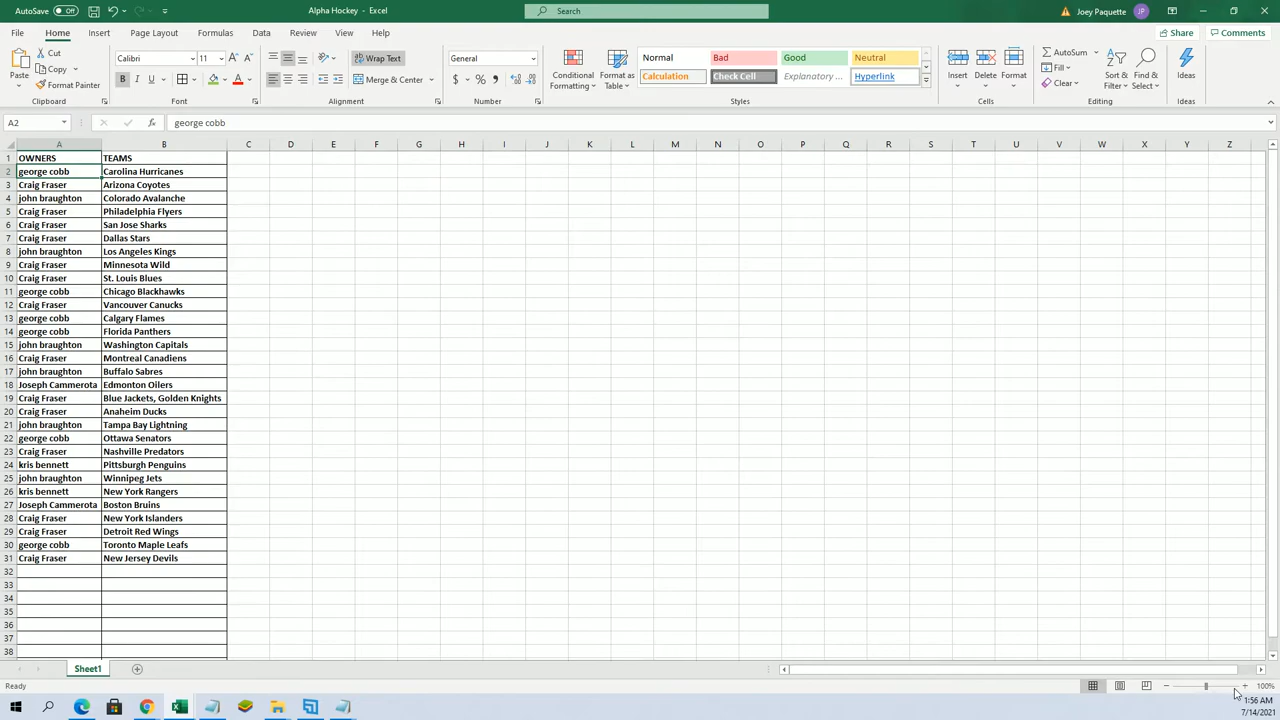 AutoSave Off
Alpha Hockey - Excel
Search
Joey Paquette JP
File Home Insert Page Layout Formulas Data Review View Help
Share Comments
Paste
Cut
Copy
Format Painter
Clipboard
Calibri 11
B I U
Font
Wrap Text
Merge & Center
Alignment
General
$ % ,
Number
Conditional Formatting
Format as Table
Normal Bad Good Neutral
Calculation Check Cell Explanatory ... Hyperlink
Styles
Insert Delete Format
Cells
AutoSum
Fill
Clear
Sort & Filter
Find & Select
Editing
Ideas
Ideas
A2 fx george cobb
A B C D E F G H I J K L M N O P Q R S T U V W X Y Z
1 OWNERS TEAMS
2 george cobb Carolina Hurricanes
3 Craig Fraser Arizona Coyotes
4 john braughton Colorado Avalanche
5 Craig Fraser Philadelphia Flyers
6 Craig Fraser San Jose Sharks
7 Craig Fraser Dallas Stars
8 john braughton Los Angeles Kings
9 Craig Fraser Minnesota Wild
10 Craig Fraser St. Louis Blues
11 george cobb Chicago Blackhawks
12 Craig Fraser Vancouver Canucks
13 george cobb Calgary Flames
14 george cobb Florida Panthers
15 john braughton Washington Capitals
16 Craig Fraser Montreal Canadiens
17 john braughton Buffalo Sabres
18 Joseph Cammerota Edmonton Oilers
19 Craig Fraser Blue Jackets, Golden Knights
20 Craig Fraser Anaheim Ducks
21 john braughton Tampa Bay Lightning
22 george cobb Ottawa Senators
23 Craig Fraser Nashville Predators
24 kris bennett Pittsburgh Penguins
25 john braughton Winnipeg Jets
26 kris bennett New York Rangers
27 Joseph Cammerota Boston Bruins
28 Craig Fraser New York Islanders
29 Craig Fraser Detroit Red Wings
30 george cobb Toronto Maple Leafs
31 Craig Fraser New Jersey Devils
32
33
34
35
36
37
38
Sheet1
Ready
100%
1:56 AM
7/14/2021